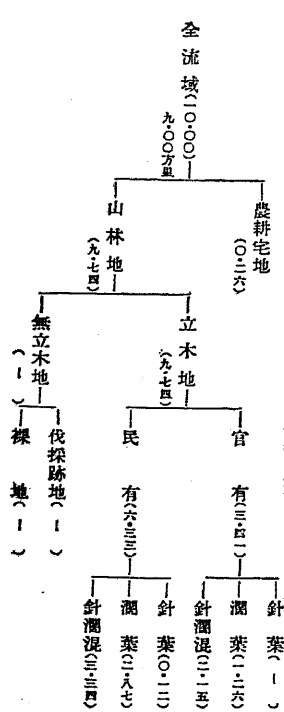 全流域(一〇・〇〇)
九・〇〇方里
農耕宅地
(〇・二六)
山林地
(九・七四)
立木地
(九・七四)
無立木地
(ー)
官有(三・四一)
民有(六・三三)
伐採跡地(ー)
裸地(ー)
針葉(ー)
濶葉(一・二六)
針濶混(二・一五)
針葉(〇・一二)
濶葉(二・八七)
針濶混(三・三四)